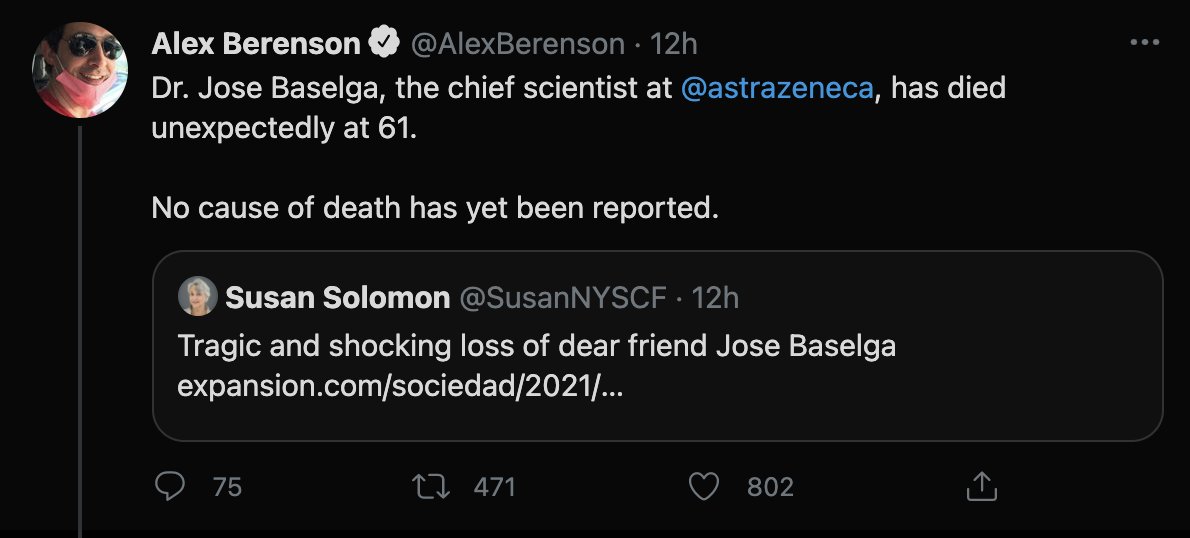 Alex Berenson @AlexBerenson · 12h
Dr. Jose Baselga, the chief scientist at @astrazeneca, has died
unexpectedly at 61.
No cause of death has yet been reported.
Susan Solomon @SusanNYSCF · 12h
Tragic and shocking loss of dear friend Jose Baselga
expansion.com/sociedad/2021/...
75 471 802